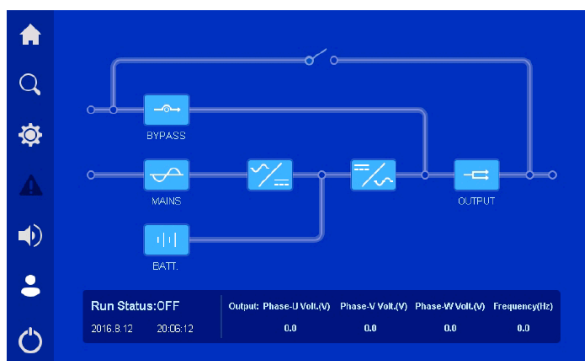 BYPASS
MAINS
OUTPUT
BATT.
Run Status:OFF
2016.8.12 20:06:12
Output: Phase-U Volt.(V) Phase-V Volt.(V) Phase-W Volt.(V) Frequency(Hz)
0.0 0.0 0.0 0.0